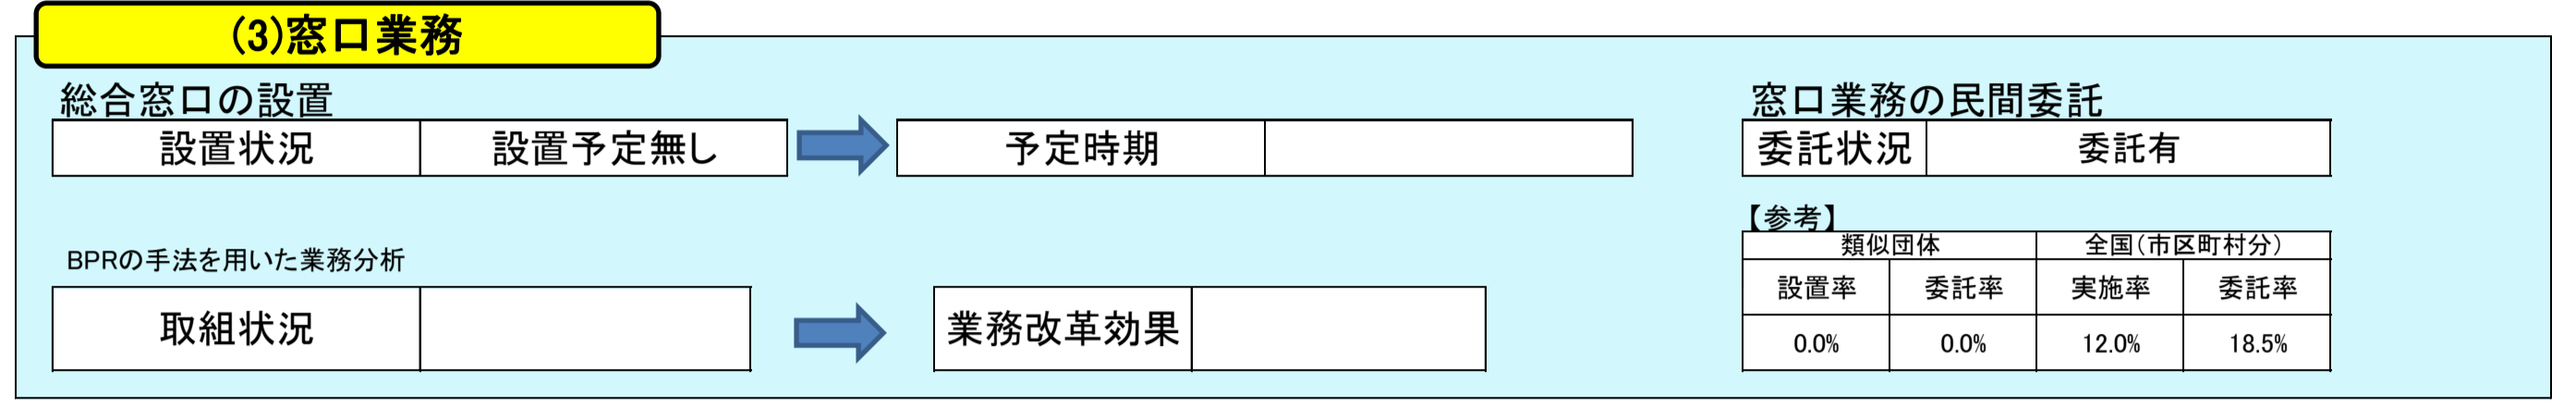 (3)窓口業務
総合窓口の設置
設置状況 設置予定無し 予定時期
BPRの手法を用いた業務分析
取組状況 業務改革効果
窓口業務の民間委託
委託状況 委託有
【参考】
類似団体 全国(市区町村分)
設置率 委託率 実施率 委託率
0.0% 0.0% 12.0% 18.5%